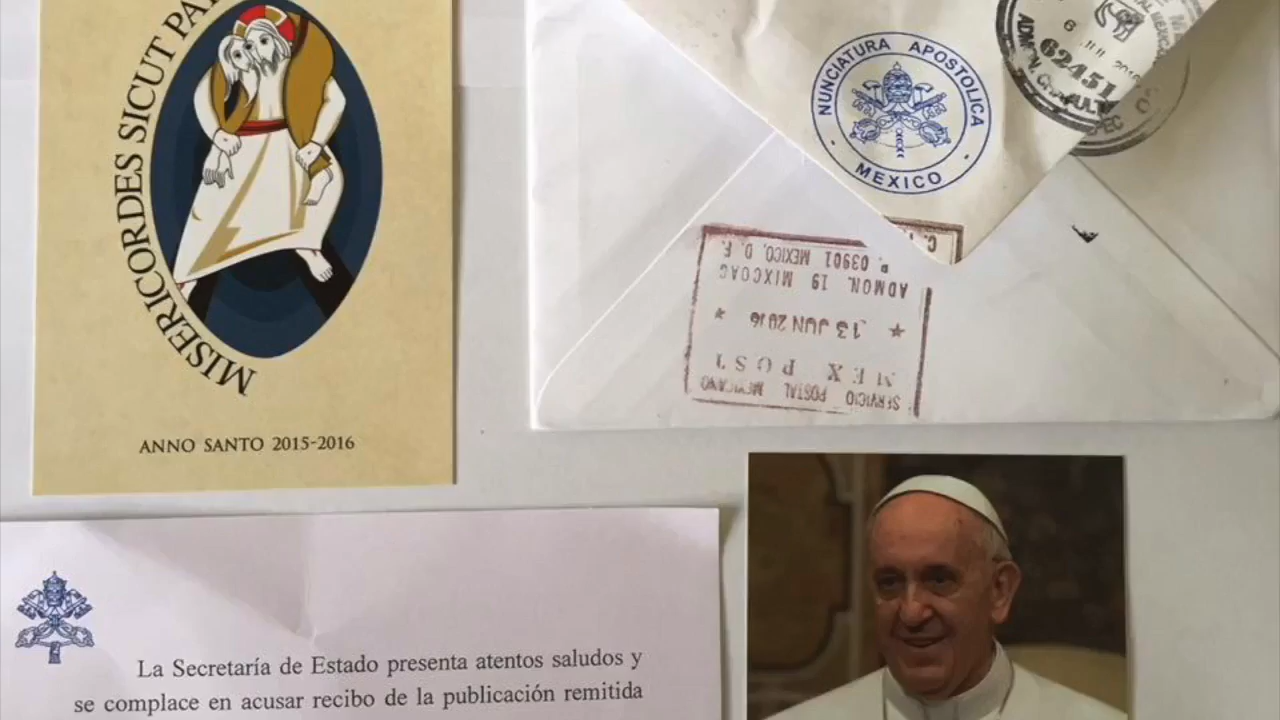 MISERICORDES SICUT PA
ANNO SANTO 2015-2016
NUNCIATURA APOSTOLICA
· MEXICO ·
62451
SERVICIO POSTAL MEXICANO
MEX POST
★ 13 JUN 2016 ★
ADMON. 19 MIXCOAC
03901 MEXICO, D. F.
La Secretaría de Estado presenta atentos saludos y
se complace en acusar recibo de la publicación remitida